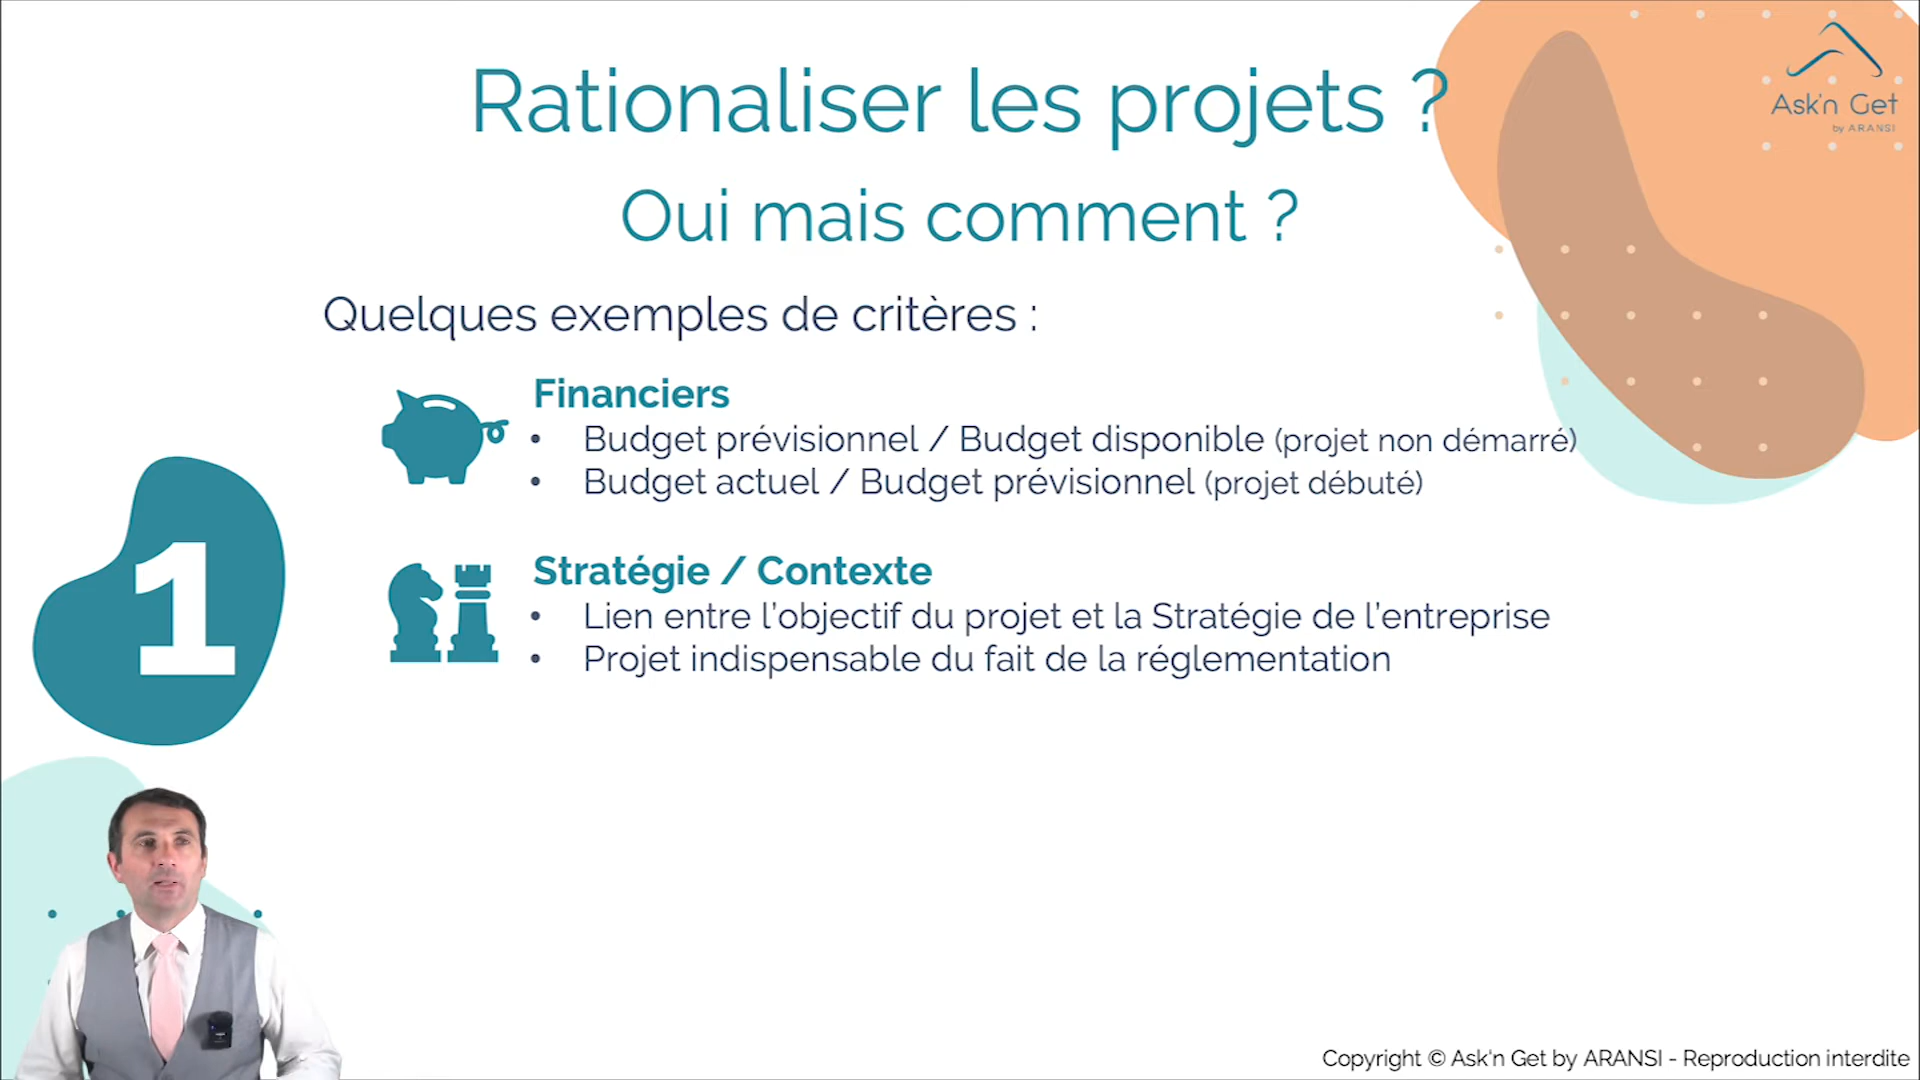 Rationaliser les projets ?
Oui mais comment ?
Ask'n Get
by ARANSI
Quelques exemples de critères :
Financiers
• Budget prévisionnel / Budget disponible (projet non démarré)
• Budget actuel / Budget prévisionnel (projet débuté)
1
Stratégie / Contexte
• Lien entre l'objectif du projet et la Stratégie de l'entreprise
• Projet indispensable du fait de la réglementation
Copyright © Ask'n Get by ARANSI - Reproduction interdite